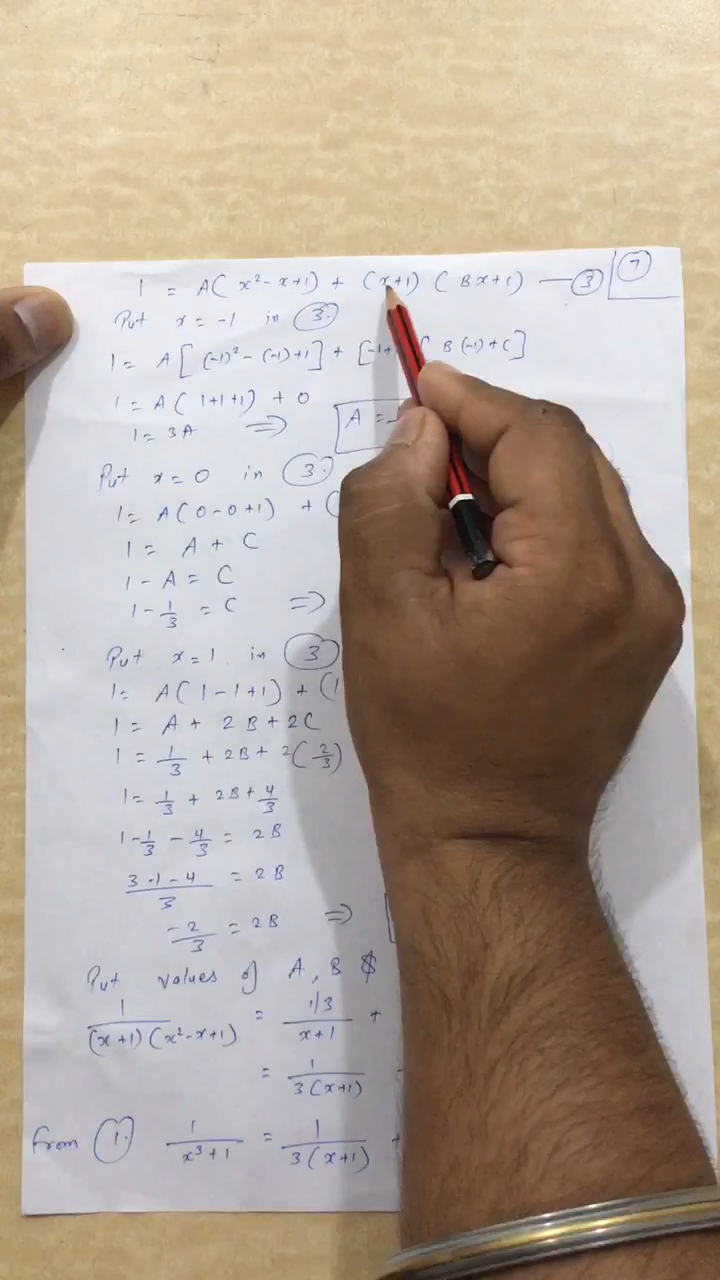 1 = A( x² - x+1) + (x+1) ( Bx+1) — ③ ⑦
Put x = -1 in ③.
1 = A[ (-1)² - (-1)+1] + [-1+ B(-1)+C]
1 = A( 1+1+1) + 0
1 = 3A ⇒ A =
Put x = 0 in ③.
1 = A( 0-0+1) + (
1 = A + C
1 - A = C
1 - 1/3 = C ⇒
Put x=1 in ③
1 = A( 1-1+1) + (1
1 = A + 2B + 2C
1 = 1/3 + 2B + 2(2/3)
1 = 1/3 + 2B + 4/3
1 - 1/3 - 4/3 = 2B
3-1-4/3 = 2B
-2/3 = 2B ⇒
Put values of A, B $
1/(x+1)(x²-x+1) = 1/3/x+1 +
= 1/3(x+1)
from ①. 1/x³+1 = 1/3(x+1) +